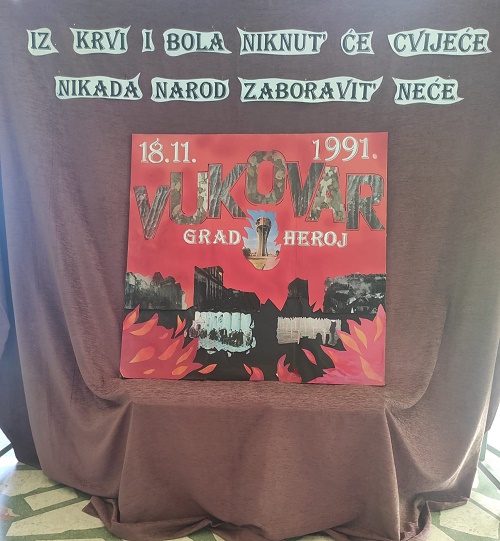 IZ KRVI I BOLA NIKNUT' ĆE CVIJEĆE
NIKADA NAROD ZABORAVIT' NEĆE
18.11. 1991.
VUKOVAR
GRAD HEROJ